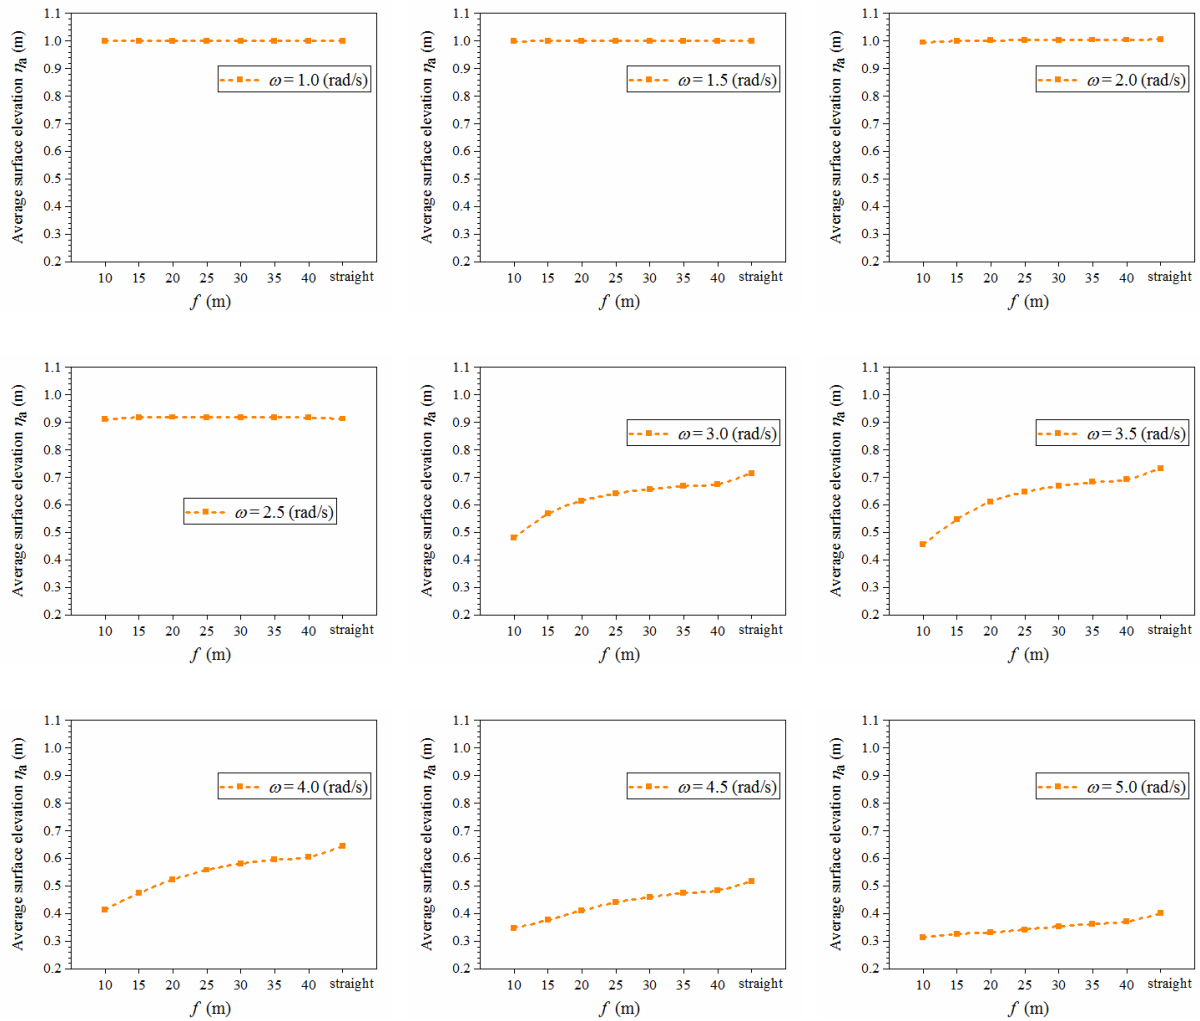 1.1
1.0
0.9
0.8
0.7
0.6
0.5
0.4
0.3
0.2
Average surface elevation ηa (m)
ω = 1.0 (rad/s)
10 15 20 25 30 35 40 straight
f (m)
1.1
1.0
0.9
0.8
0.7
0.6
0.5
0.4
0.3
0.2
Average surface elevation ηa (m)
ω = 1.5 (rad/s)
10 15 20 25 30 35 40 straight
f (m)
1.1
1.0
0.9
0.8
0.7
0.6
0.5
0.4
0.3
0.2
Average surface elevation ηa (m)
ω = 2.0 (rad/s)
10 15 20 25 30 35 40 straight
f (m)
1.1
1.0
0.9
0.8
0.7
0.6
0.5
0.4
0.3
0.2
Average surface elevation ηa (m)
ω = 2.5 (rad/s)
10 15 20 25 30 35 40 straight
f (m)
1.1
1.0
0.9
0.8
0.7
0.6
0.5
0.4
0.3
0.2
Average surface elevation ηa (m)
ω = 3.0 (rad/s)
10 15 20 25 30 35 40 straight
f (m)
1.1
1.0
0.9
0.8
0.7
0.6
0.5
0.4
0.3
0.2
Average surface elevation ηa (m)
ω = 3.5 (rad/s)
10 15 20 25 30 35 40 straight
f (m)
1.1
1.0
0.9
0.8
0.7
0.6
0.5
0.4
0.3
0.2
Average surface elevation ηa (m)
ω = 4.0 (rad/s)
10 15 20 25 30 35 40 straight
f (m)
1.1
1.0
0.9
0.8
0.7
0.6
0.5
0.4
0.3
0.2
Average surface elevation ηa (m)
ω = 4.5 (rad/s)
10 15 20 25 30 35 40 straight
f (m)
1.1
1.0
0.9
0.8
0.7
0.6
0.5
0.4
0.3
0.2
Average surface elevation ηa (m)
ω = 5.0 (rad/s)
10 15 20 25 30 35 40 straight
f (m)